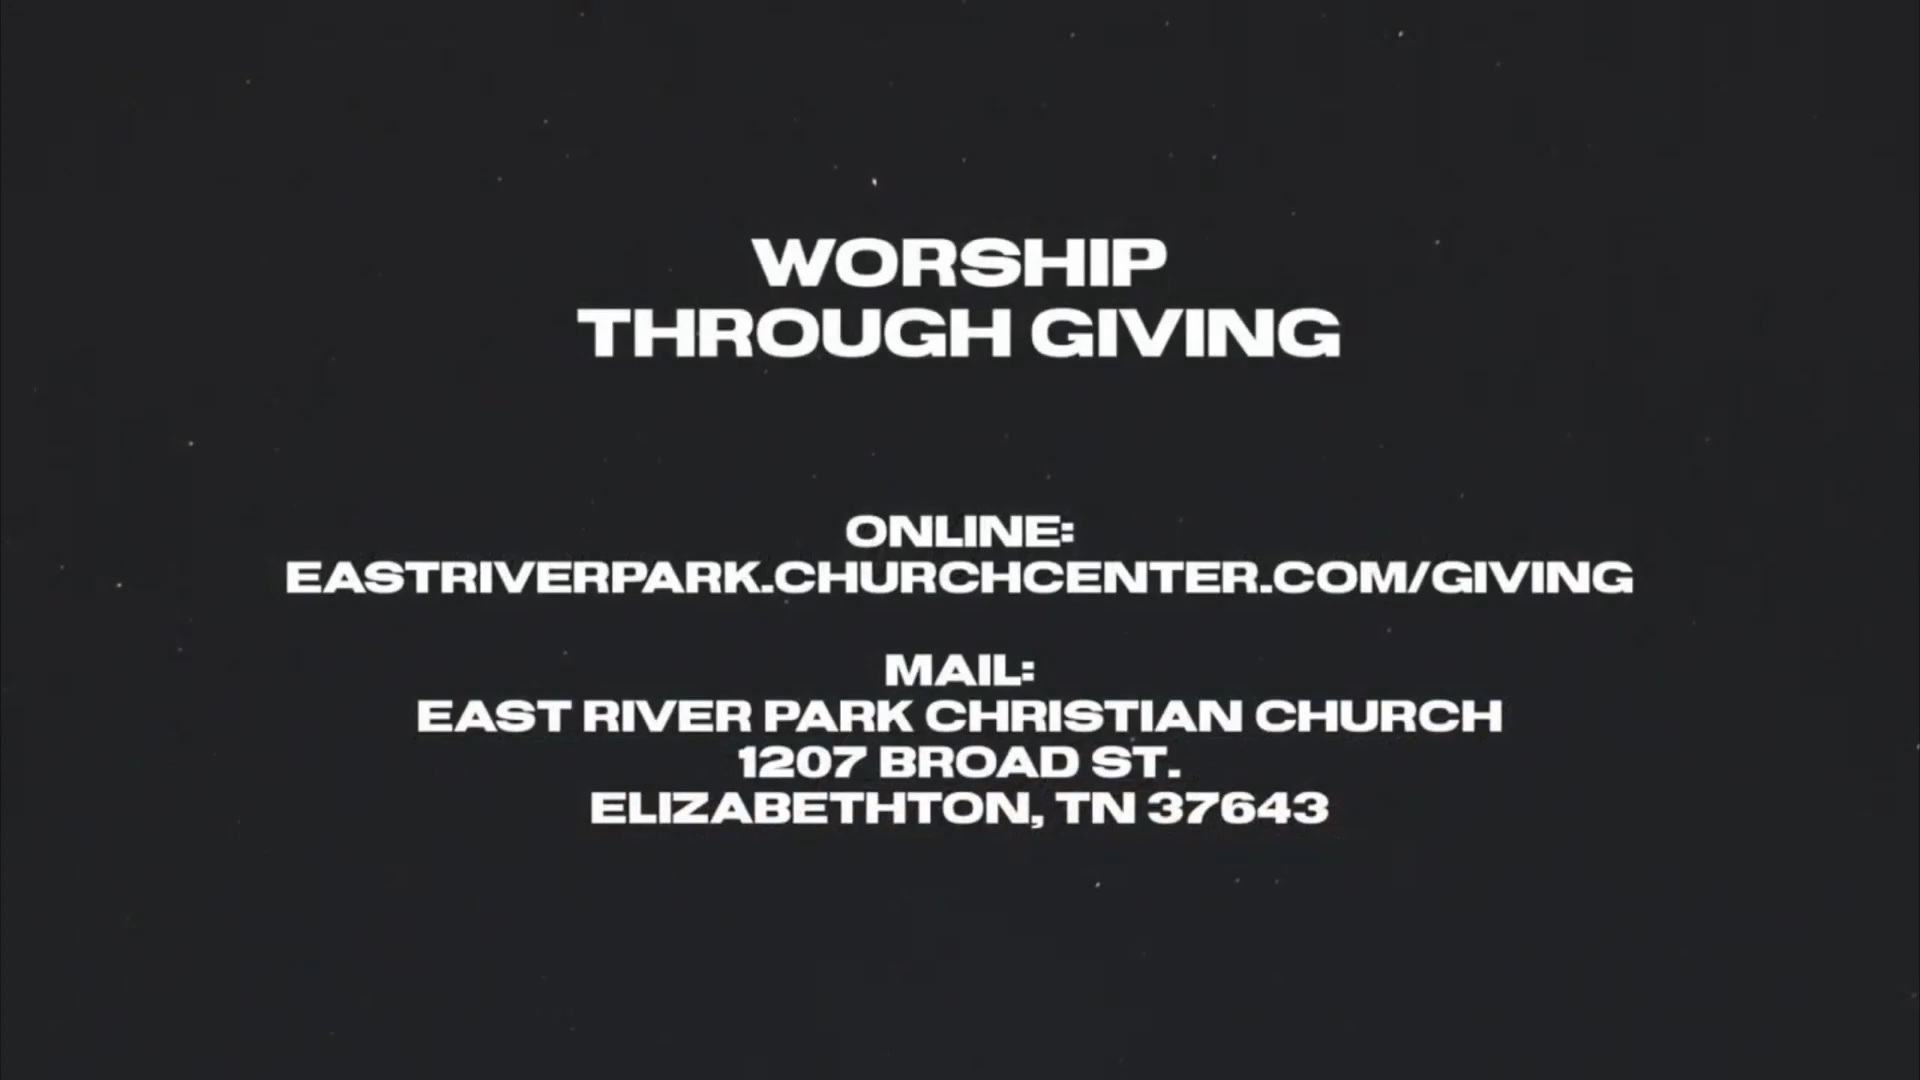 WORSHIP
THROUGH GIVING
ONLINE:
EASTRIVERPARK.CHURCHCENTER.COM/GIVING
MAIL:
EAST RIVER PARK CHRISTIAN CHURCH
1207 BROAD ST.
ELIZABETHTON, TN 37643